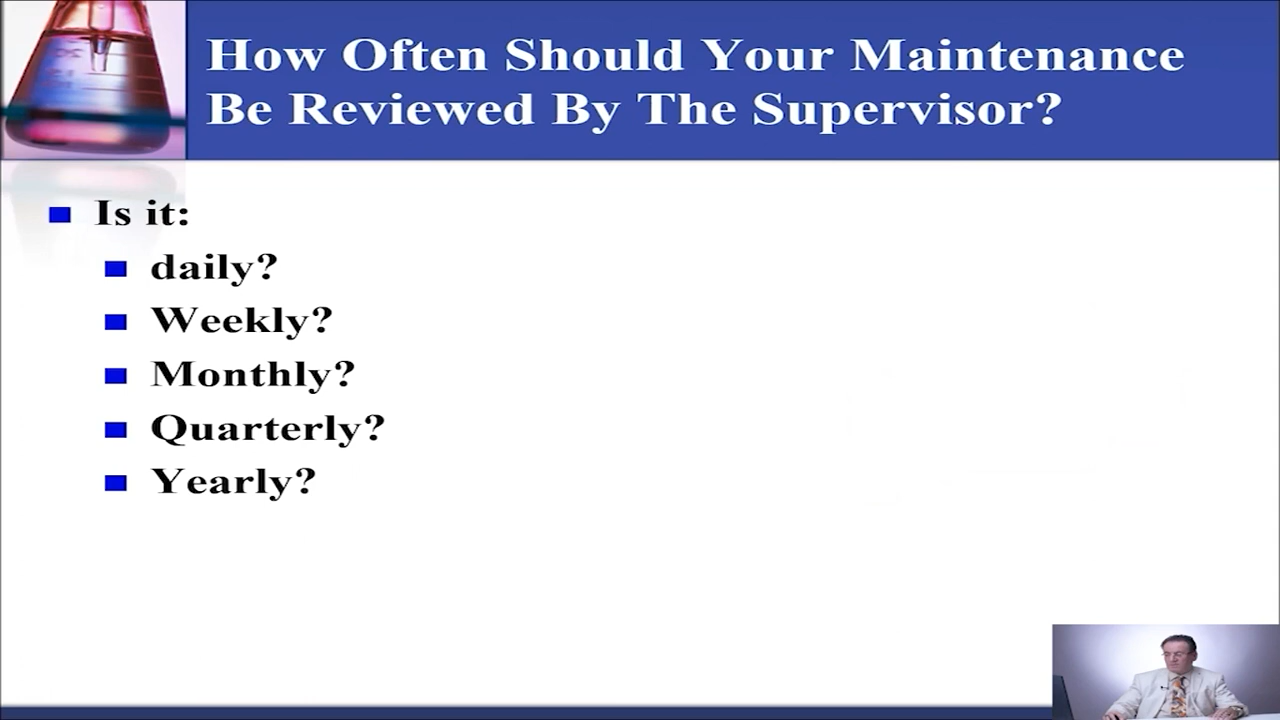 How Often Should Your Maintenance
Be Reviewed By The Supervisor?
Is it:
daily?
Weekly?
Monthly?
Quarterly?
Yearly?